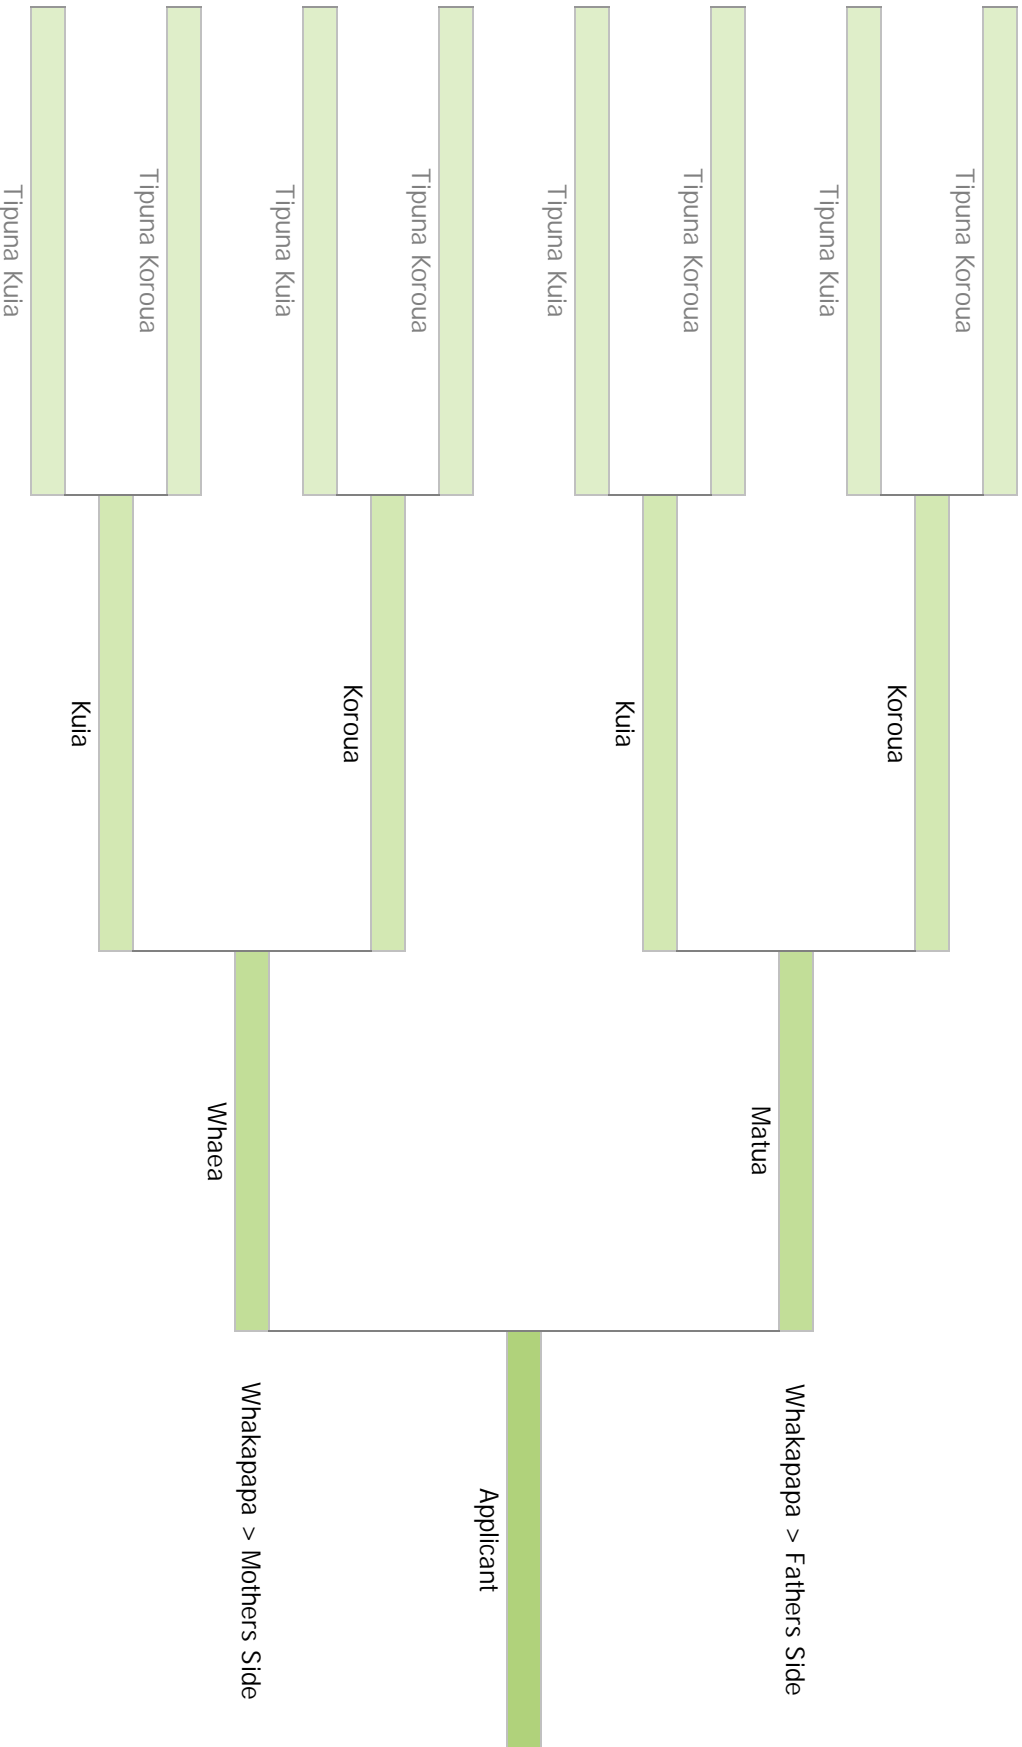 Tipuna Koroua
Koroua
Tipuna Kuia
Whakapapa > Fathers Side
Matua
Tipuna Koroua
Kuia
Tipuna Kuia
Applicant
Tipuna Koroua
Koroua
Tipuna Kuia
Whakapapa > Mothers Side
Whaea
Tipuna Koroua
Kuia
Tipuna Kuia